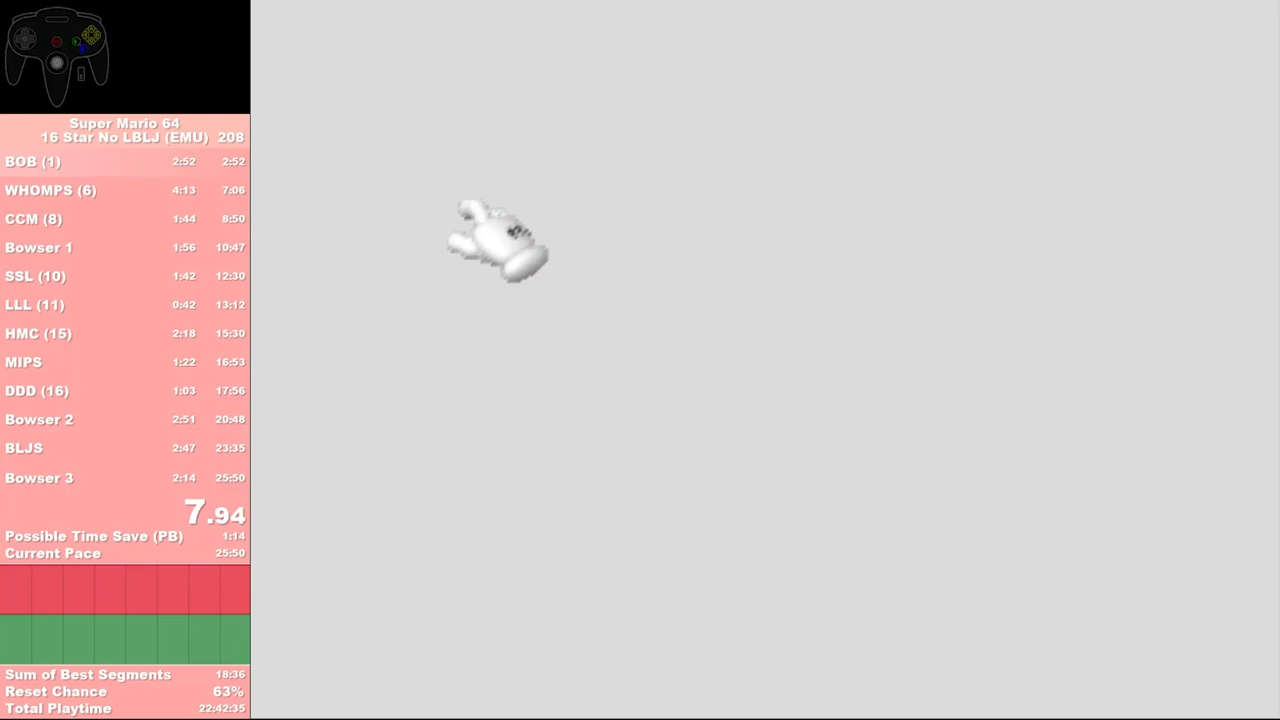 Super Mario 64
16 Star No LBLJ (EMU) 208
BOB (1) 2:52 2:52
WHOMPS (6) 4:13 7:06
CCM (8) 1:44 8:50
Bowser 1 1:56 10:47
SSL (10) 1:42 12:30
LLL (11) 0:42 13:12
HMC (15) 2:18 15:30
MIPS 1:22 16:53
DDD (16) 1:03 17:56
Bowser 2 2:51 20:48
BLJS 2:47 23:35
Bowser 3 2:14 25:50
7.94
Possible Time Save (PB) 1:14
Current Pace 25:50
Sum of Best Segments 18:36
Reset Chance 63%
Total Playtime 22:42:35